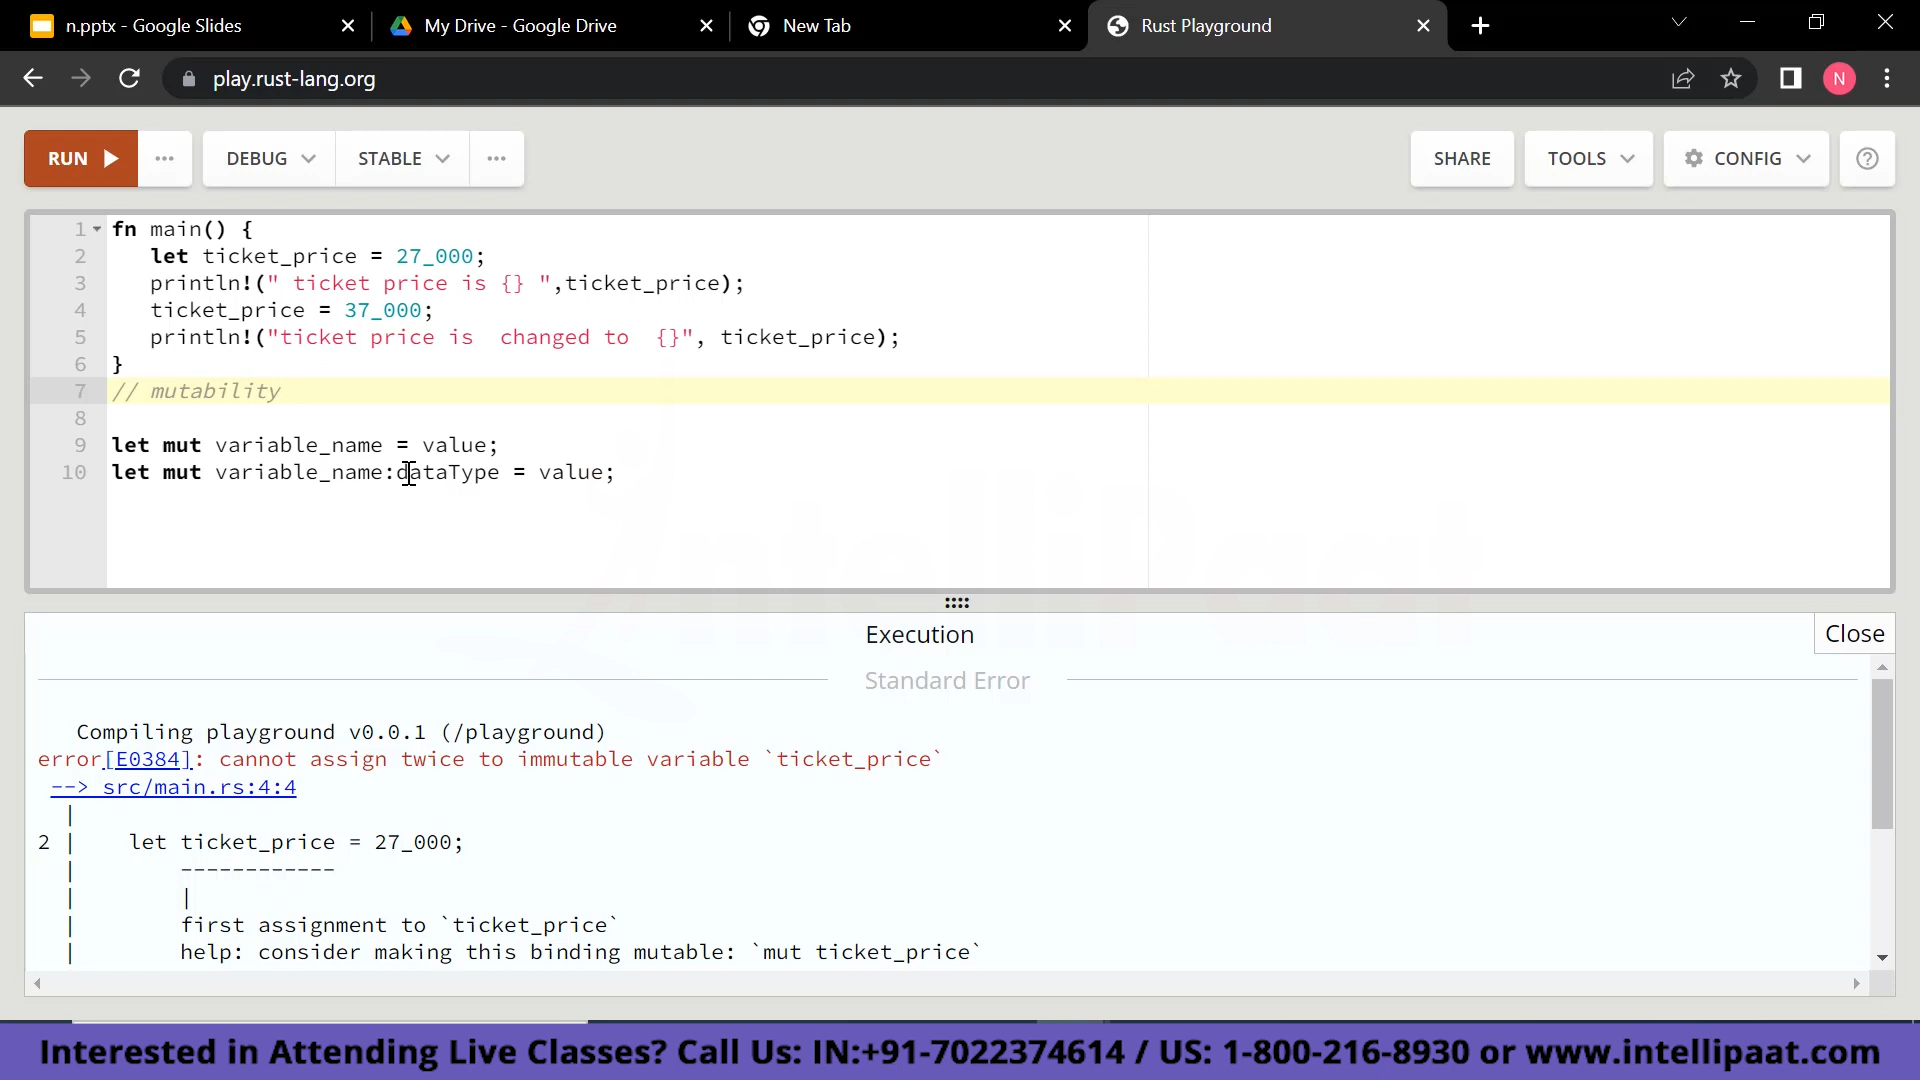 n.pptx - Google Slides
My Drive - Google Drive
New Tab
Rust Playground
play.rust-lang.org
N
RUN
DEBUG
STABLE
SHARE
TOOLS
CONFIG
1 fn main() {
2 let ticket_price = 27_000;
3 println!(" ticket price is {} ",ticket_price);
4 ticket_price = 37_000;
5 println!("ticket price is  changed to  {}", ticket_price);
6 }
7 // mutability
8
9 let mut variable_name = value;
10 let mut variable_name:dataType = value;
Execution
Close
Standard Error
Compiling playground v0.0.1 (/playground)
error[E0384]: cannot assign twice to immutable variable `ticket_price`
--> src/main.rs:4:4
|
2 |    let ticket_price = 27_000;
|        ------------
|        |
|        first assignment to `ticket_price`
|        help: consider making this binding mutable: `mut ticket_price`
Interested in Attending Live Classes? Call Us: IN:+91-7022374614 / US: 1-800-216-8930 or www.intellipaat.com